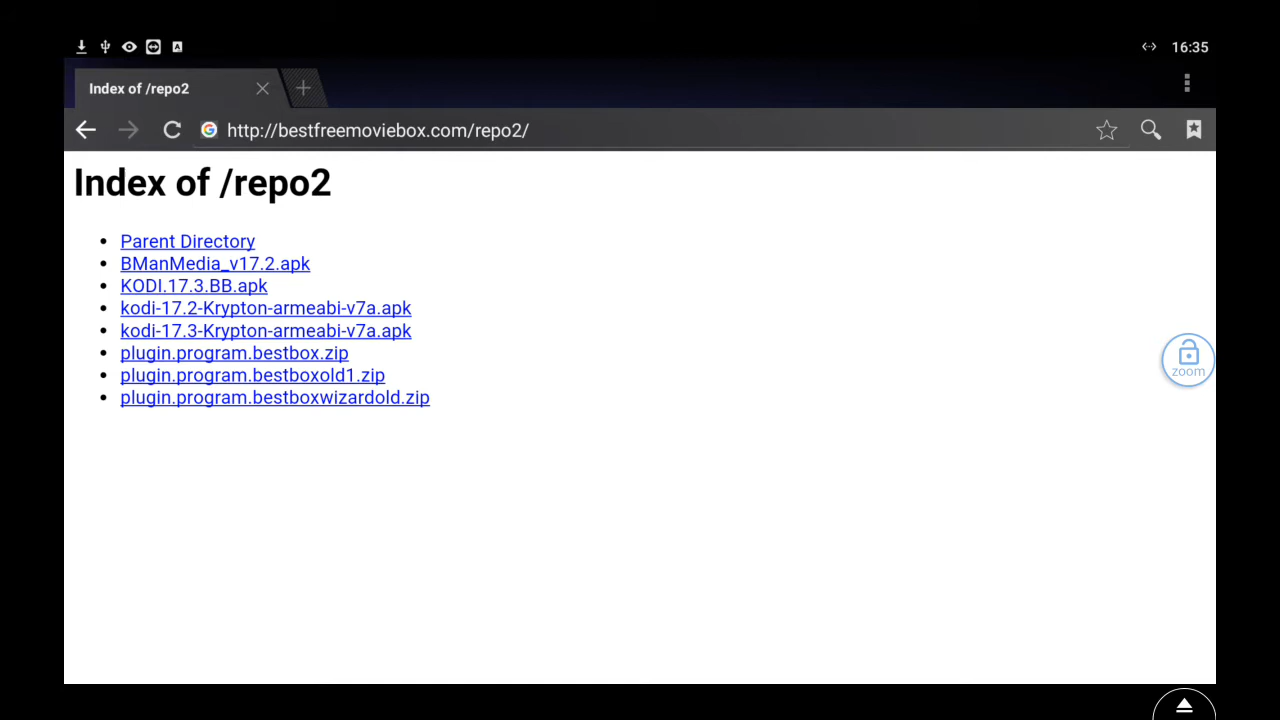 16:35
Index of /repo2
http://bestfreemoviebox.com/repo2/
Index of /repo2
Parent Directory
BManMedia_v17.2.apk
KODI.17.3.BB.apk
kodi-17.2-Krypton-armeabi-v7a.apk
kodi-17.3-Krypton-armeabi-v7a.apk
plugin.program.bestbox.zip
zoom
plugin.program.bestboxold1.zip
plugin.program.bestboxwizardold.zip